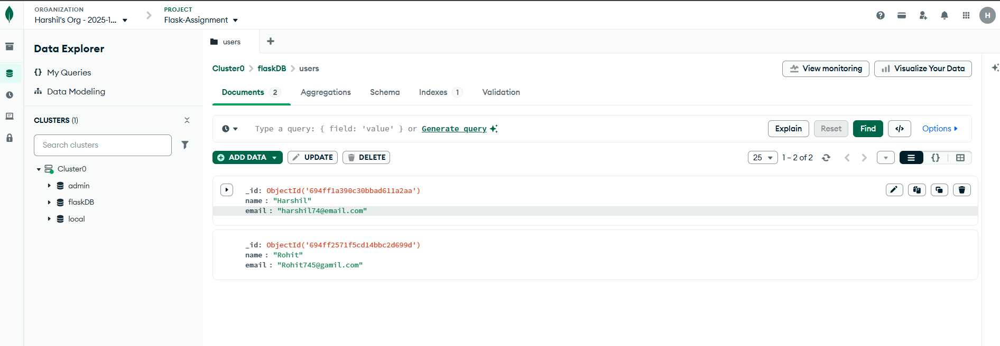 ORGANIZATION
Harshil's Org - 2025-1...
PROJECT
Flask-Assignment
H
Data Explorer
My Queries
Data Modeling
CLUSTERS (1)
Search clusters
Cluster0
admin
flaskDB
local
users
Cluster0 > flaskDB > users
View monitoring
Visualize Your Data
Documents 2
Aggregations
Schema
Indexes 1
Validation
Type a query: { field: 'value' } or Generate query
Explain
Reset
Find
</>
Options
ADD DATA
UPDATE
DELETE
25
1 – 2 of 2
{}
_id: ObjectId('694ff1a390c30bbad611a2aa')
name : "Harshil"
email : "harshil74@email.com"
_id: ObjectId('694ff2571f5cd14bbc2d699d')
name : "Rohit"
email : "Rohit745@gamil.com"